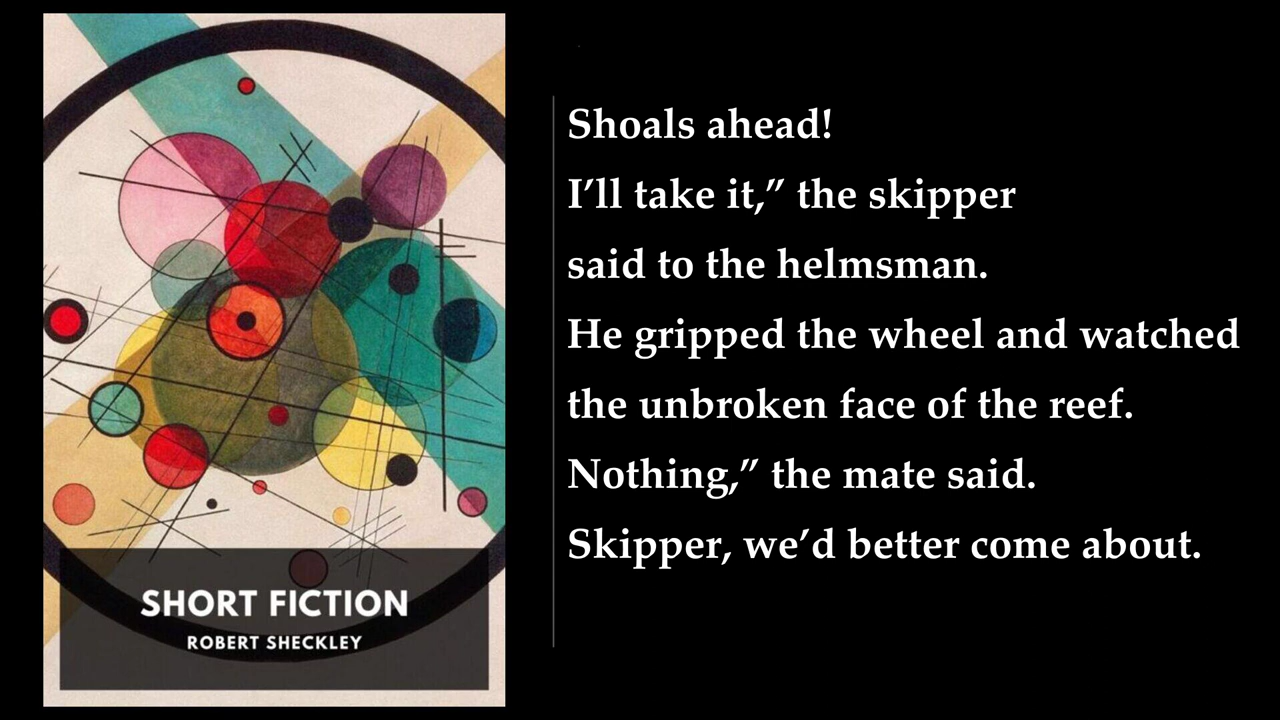 Shoals ahead!
I’ll take it,” the skipper
said to the helmsman.
He gripped the wheel and watched
the unbroken face of the reef.
Nothing,” the mate said.
Skipper, we’d better come about.
SHORT FICTION
ROBERT SHECKLEY